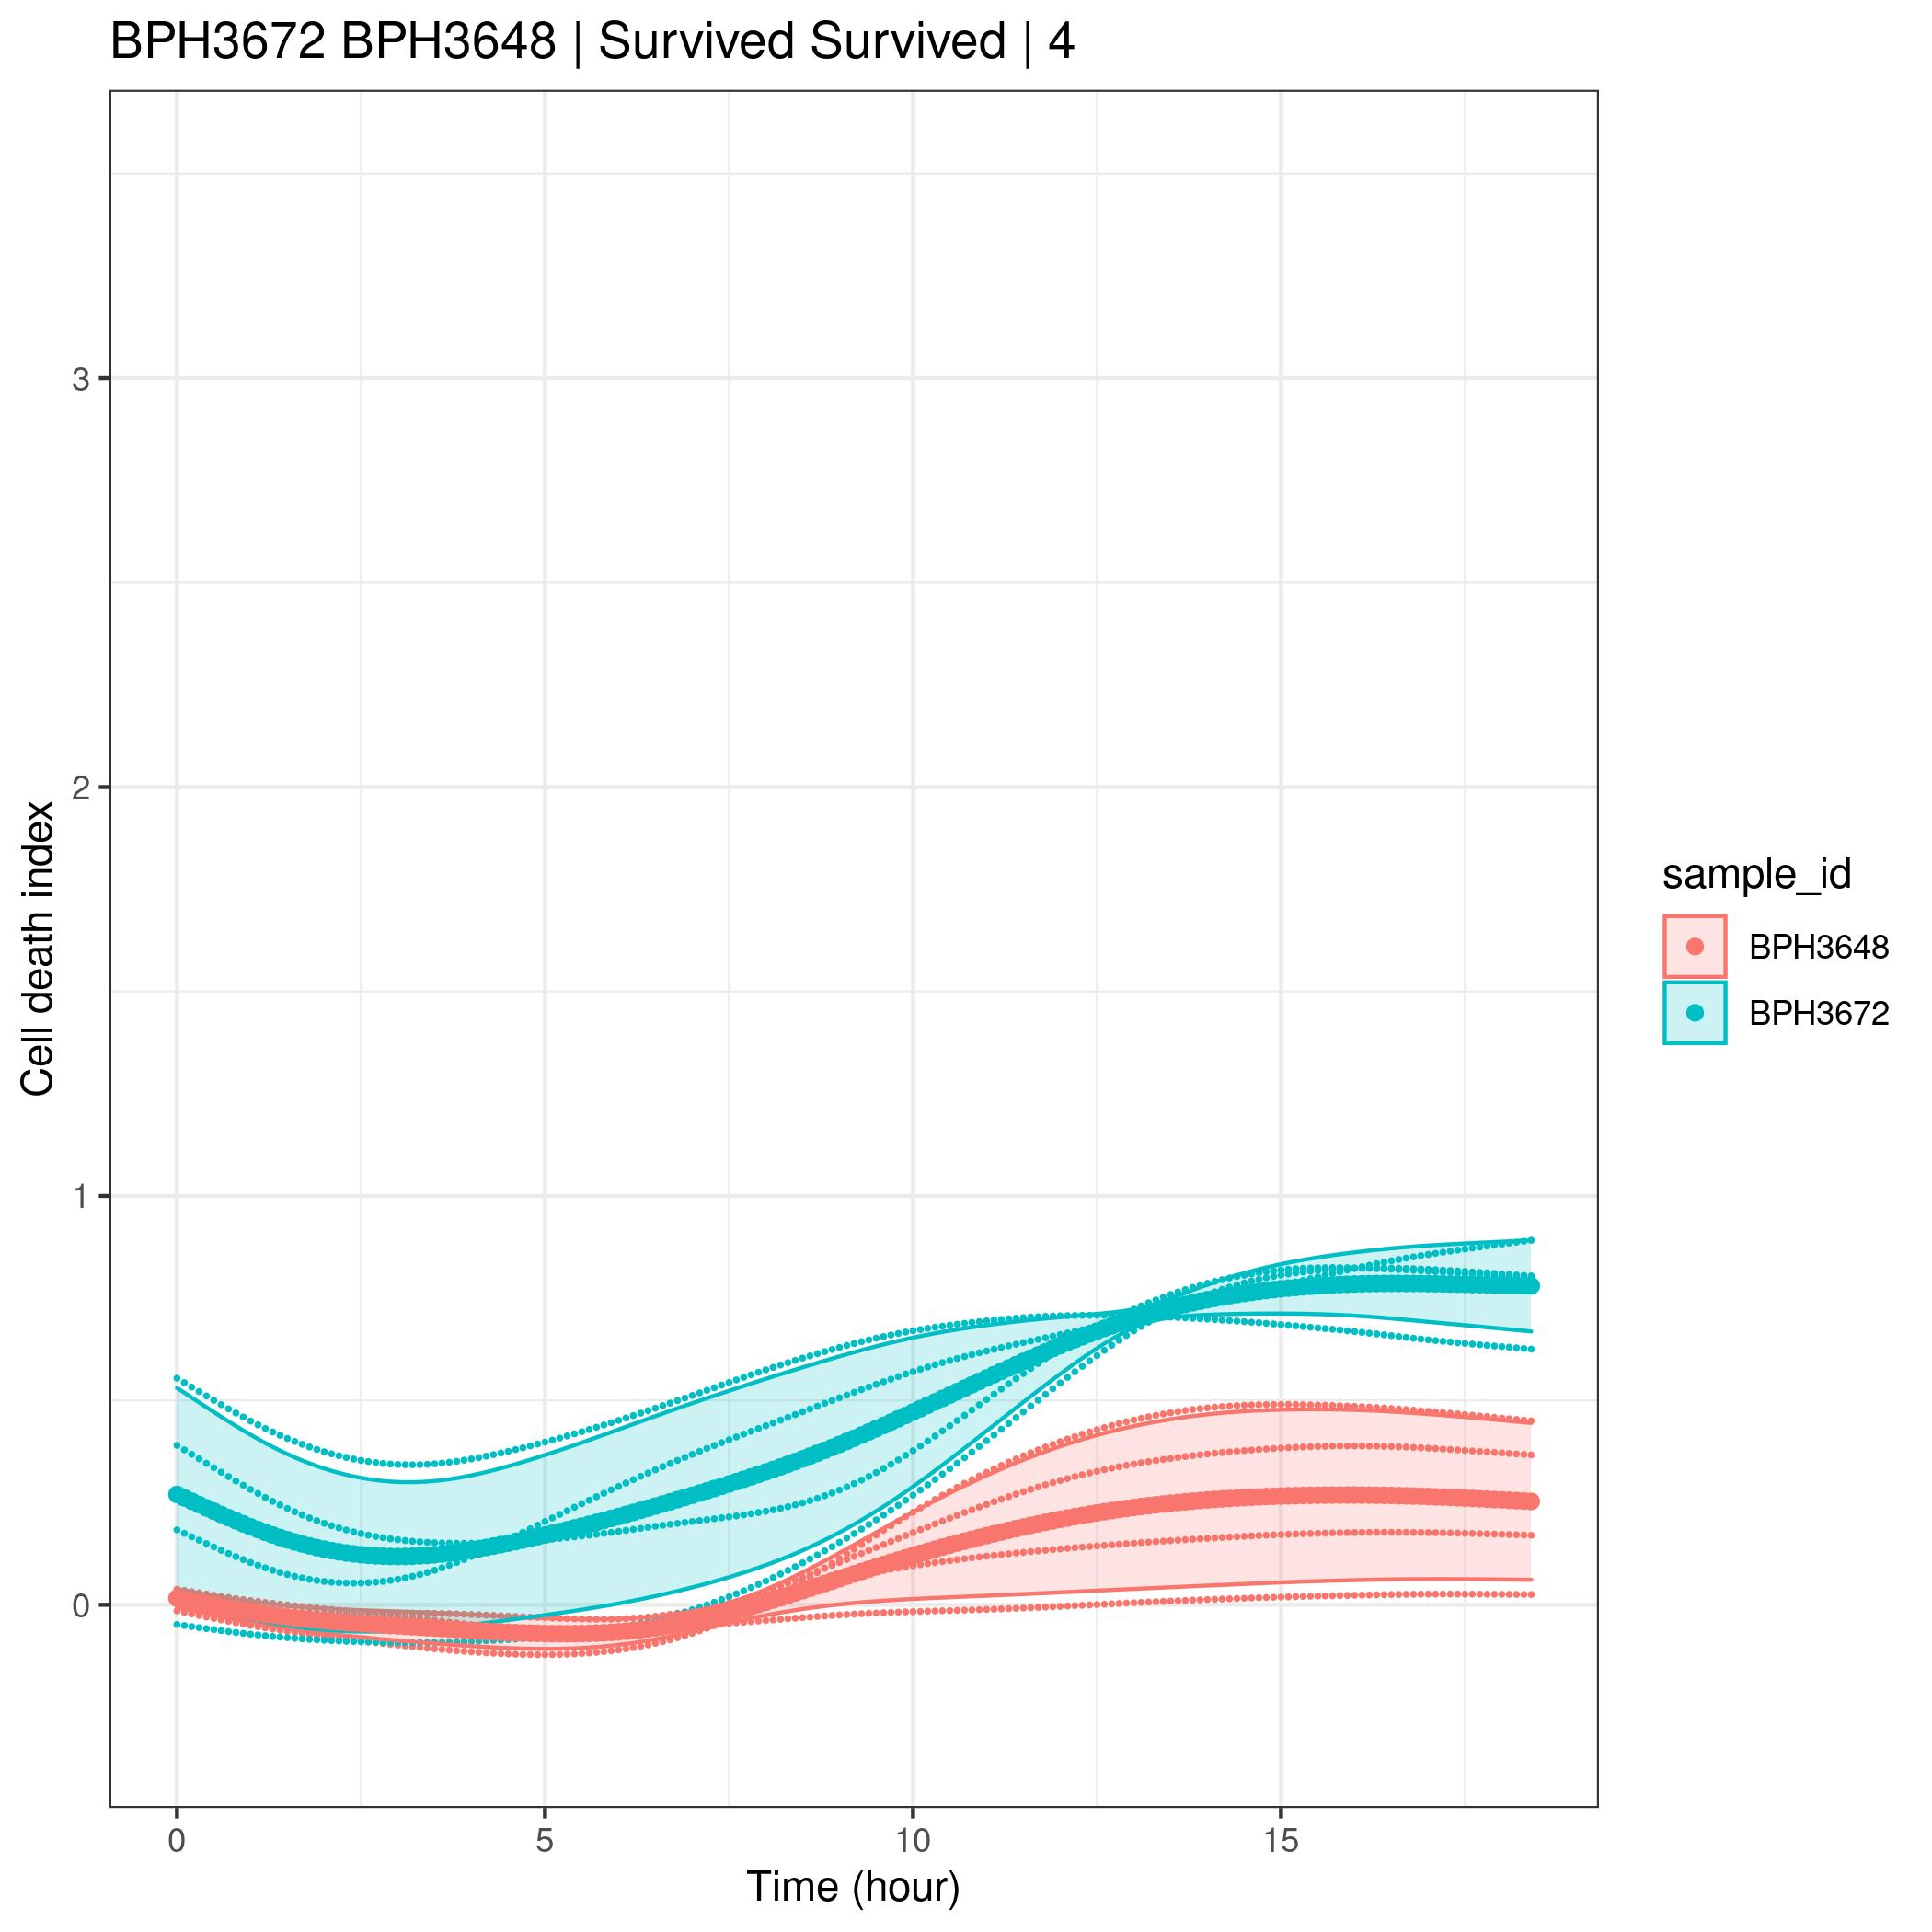 BPH3672 BPH3648 | Survived Survived | 4
Cell death index
3
2
1
0
0 5 10 15
Time (hour)
sample_id
BPH3648
BPH3672